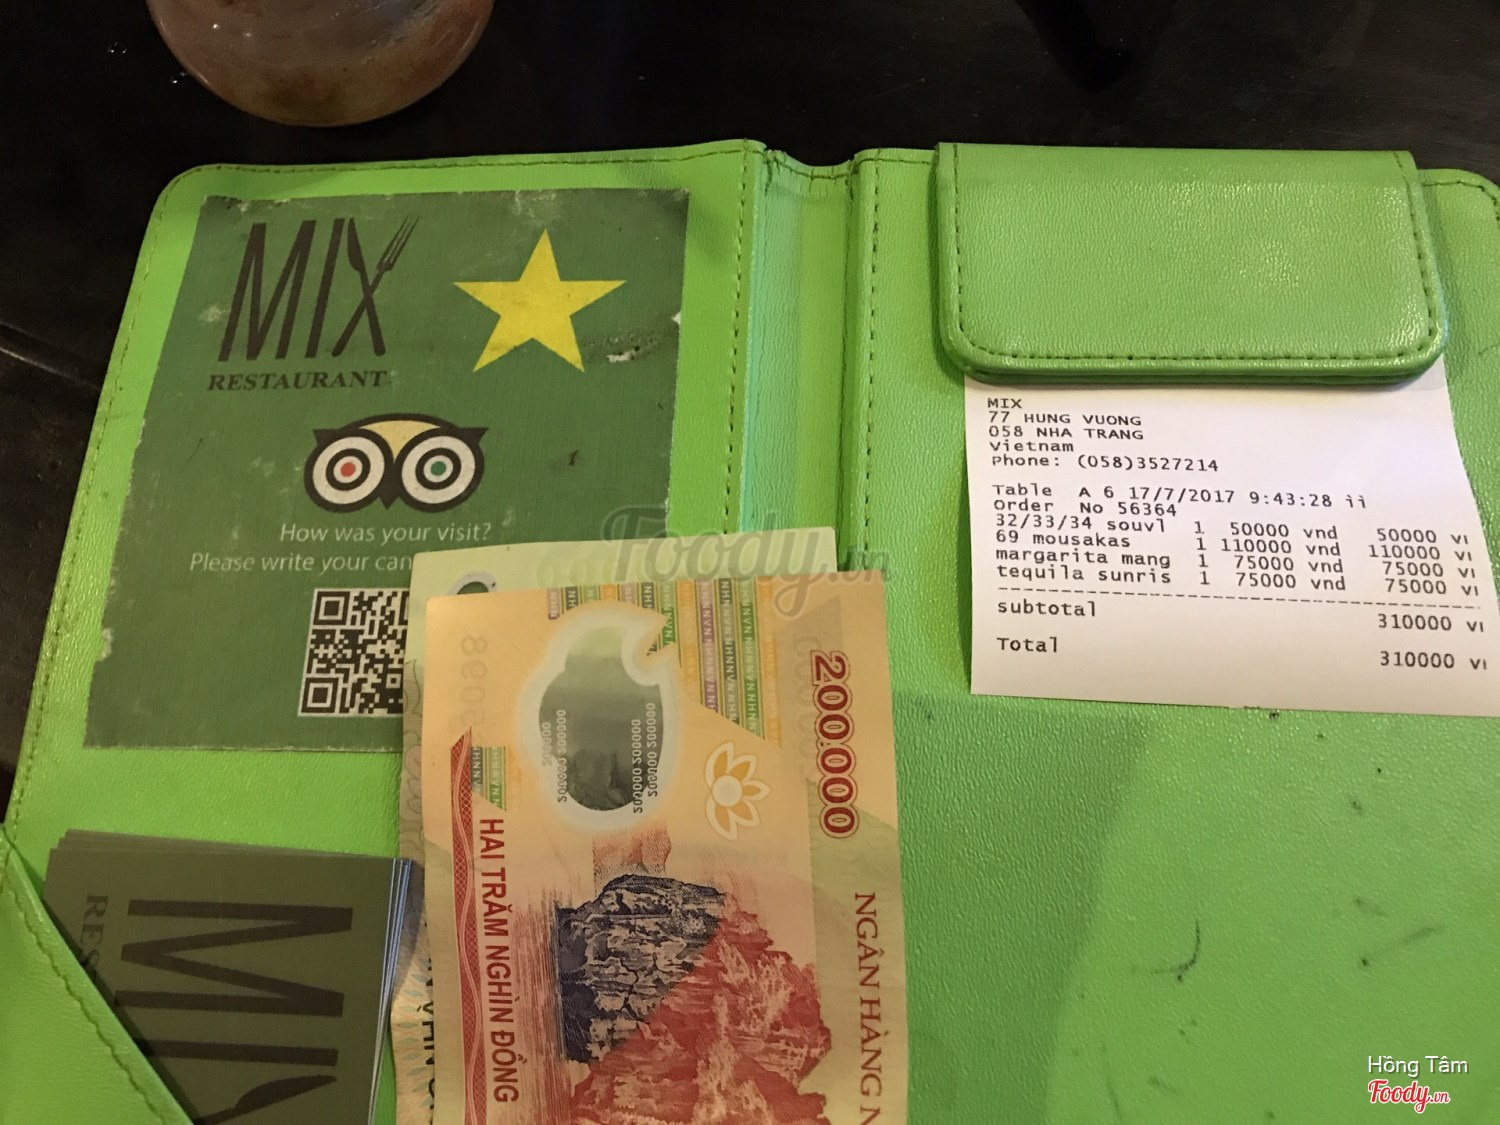 MIX
RESTAURANT
How was your visit?
Please write your
MIX
77 HUNG VUONG
058 NHA TRANG
Vietnam
Phone: (058)3527214
Table A 6 17/7/2017 9:43:28 ìì
Order No 56364
32/33/34 souvl 1 50000 vnd 50000
69 mousakas 1 110000 vnd 110000
margarita mang 1 75000 vnd 75000
tequila sunris 1 75000 vnd 75000
subtotal 310000
Total 310000
200000
HAI TRĂM NGHÌN ĐỒNG
NGÂN HÀNG
MIX
Foody.vn
Hồng Tâm
Foody.vn